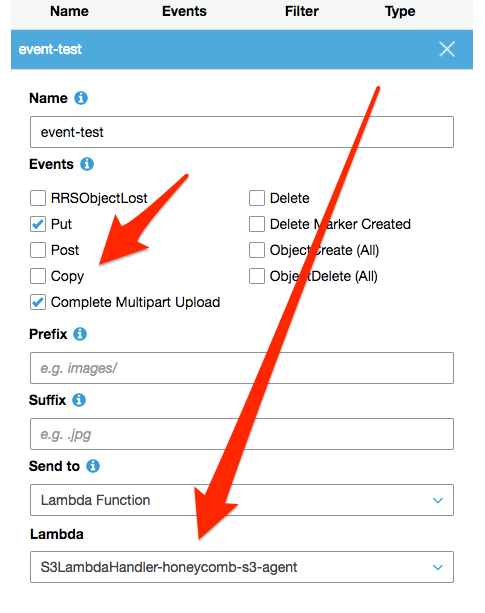 Name Events Filter Type
event-test
Name
event-test
Events
RRSObjectLost Delete
Put Delete Marker Created
Post ObjectCreate (All)
Copy ObjectDelete (All)
Complete Multipart Upload
Prefix
e.g. images/
Suffix
e.g. .jpg
Send to
Lambda Function
Lambda
S3LambdaHandler-honeycomb-s3-agent